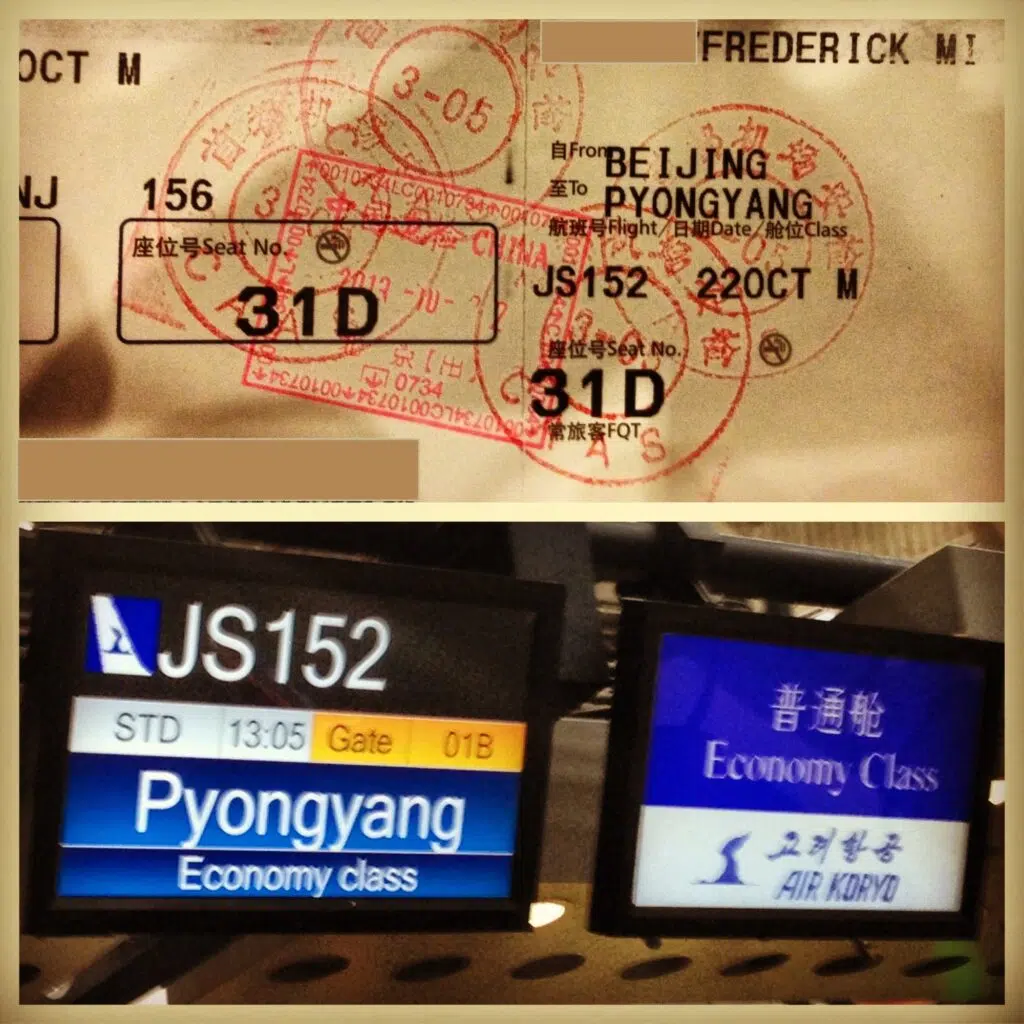 OCT M
NJ 156
座位号Seat No.
31D
FREDERICK MI
自From BEIJING
至To PYONGYANG
航班号Flight/日期Date/舱位Class
JS152 22OCT M
座位号Seat No.
31D
常旅客FQT
3-05
CHINA
0734
JS152
STD 13:05 Gate 01B
Pyongyang
Economy class
普通舱
Economy Class
고려항공
AIR KORYO